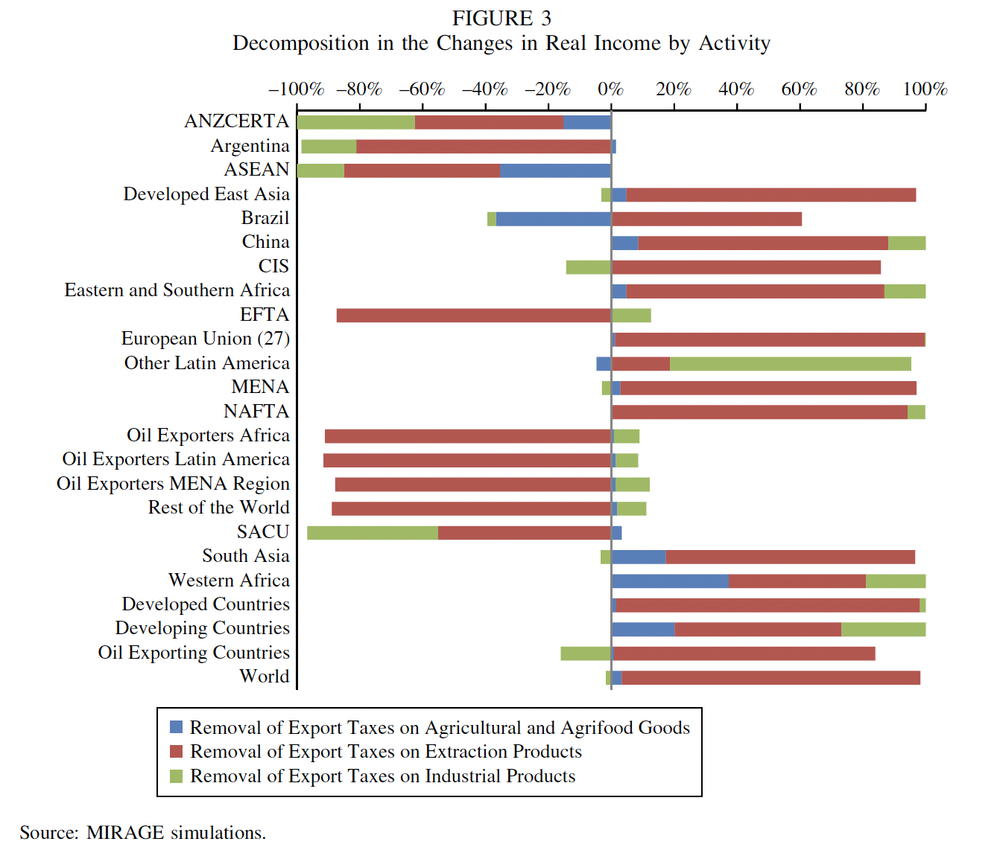 FIGURE 3
Decomposition in the Changes in Real Income by Activity
–100% –80% –60% –40% –20% 0% 20% 40% 60% 80% 100%
ANZCERTA
Argentina
ASEAN
Developed East Asia
Brazil
China
CIS
Eastern and Southern Africa
EFTA
European Union (27)
Other Latin America
MENA
NAFTA
Oil Exporters Africa
Oil Exporters Latin America
Oil Exporters MENA Region
Rest of the World
SACU
South Asia
Western Africa
Developed Countries
Developing Countries
Oil Exporting Countries
World
Removal of Export Taxes on Agricultural and Agrifood Goods
Removal of Export Taxes on Extraction Products
Removal of Export Taxes on Industrial Products
Source: MIRAGE simulations.